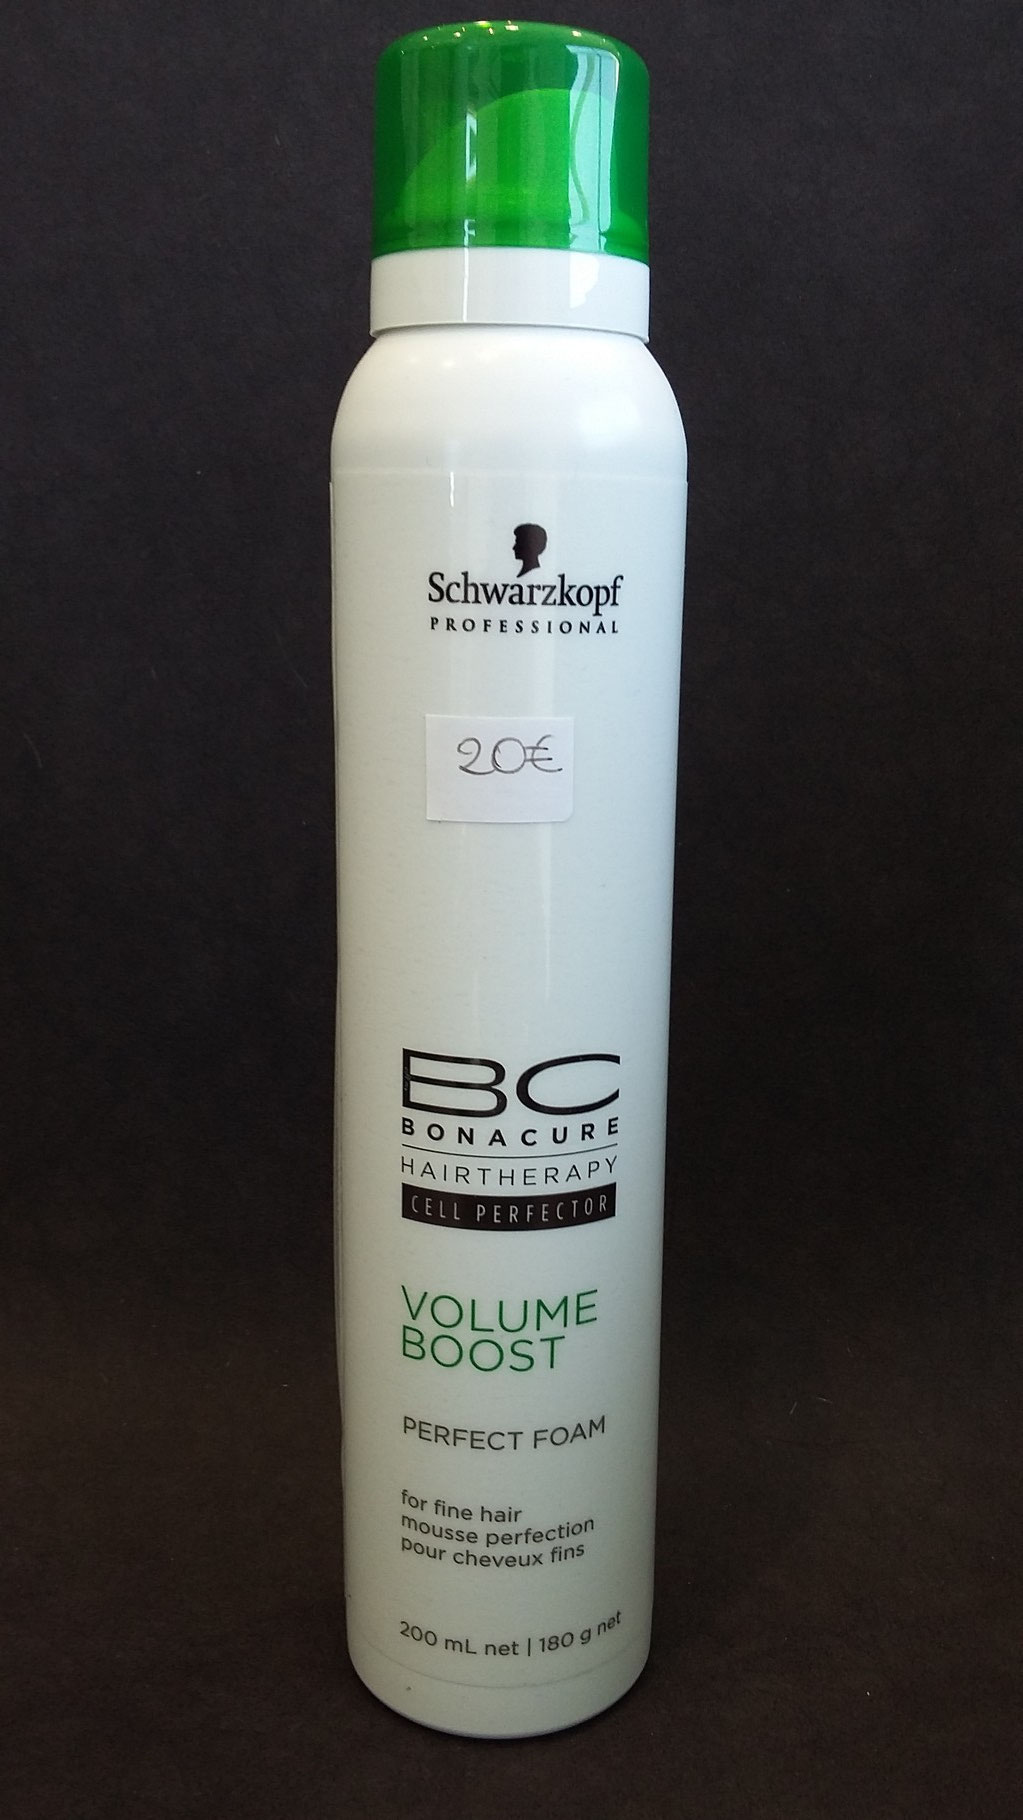 Schwarzkopf
PROFESSIONAL
20€
BC
BONACURE
HAIRTHERAPY
CELL PERFECTOR
VOLUME
BOOST
PERFECT FOAM
for fine hair
mousse perfection
pour cheveux fins
200 mL net | 180 g net